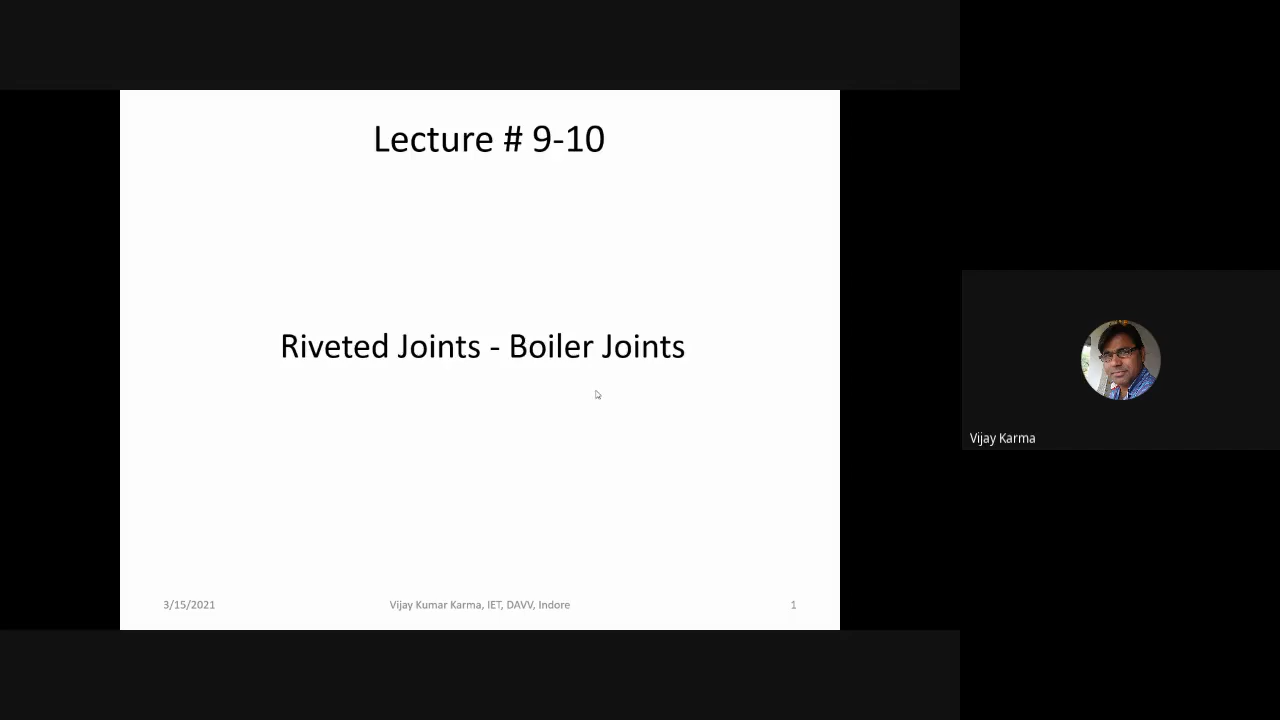 Lecture # 9-10
Riveted Joints - Boiler Joints
Vijay Karma
3/15/2021 Vijay Kumar Karma, IET, DAVV, Indore 1